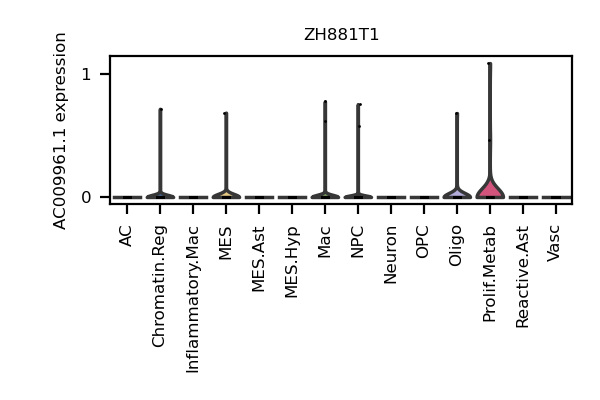 ZH881T1
AC009961.1 expression
1
0
AC
Chromatin.Reg
Inflammatory.Mac
MES
MES.Ast
MES.Hyp
Mac
NPC
Neuron
OPC
Oligo
Prolif.Metab
Reactive.Ast
Vasc